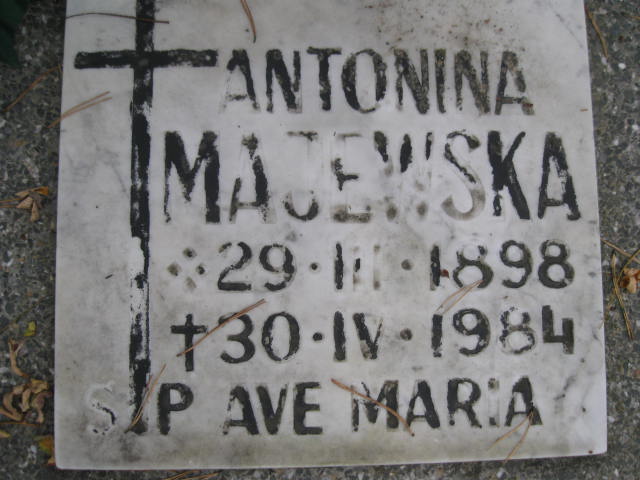 ANTONINA
MAJEWSKA
29·III·1898
†30·IV·1984
Ś P AVE MARIA